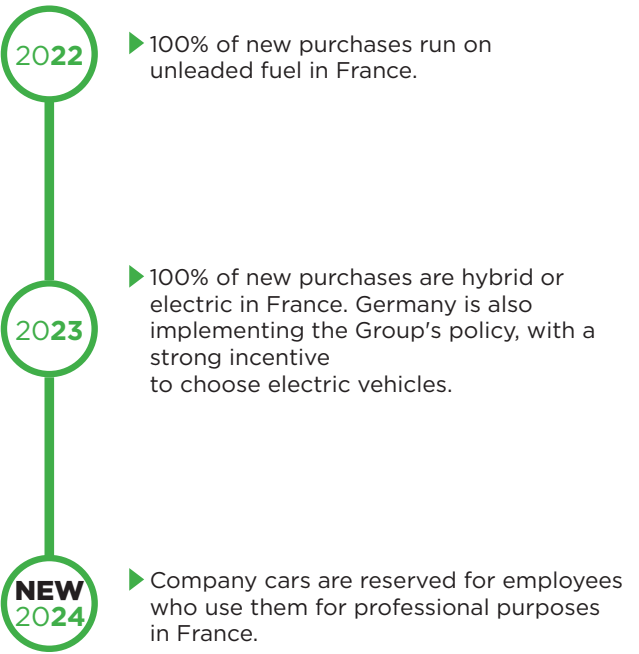 2022
100% of new purchases run on
unleaded fuel in France.
2023
100% of new purchases are hybrid or
electric in France. Germany is also
implementing the Group's policy, with a
strong incentive
to choose electric vehicles.
NEW
2024
Company cars are reserved for employees
who use them for professional purposes
in France.